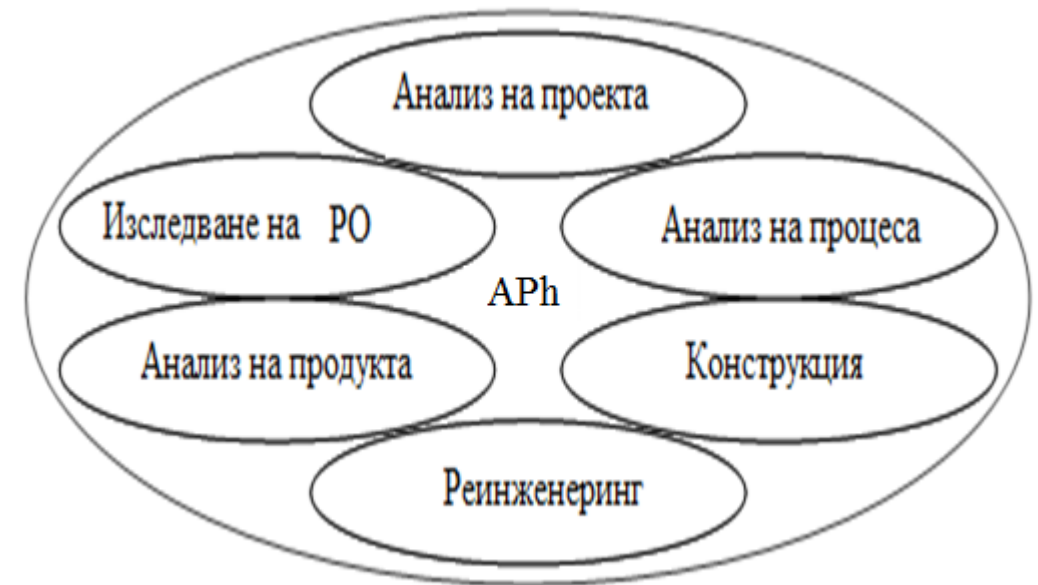 Анализ на проекта
Изследване на РО
Анализ на процеса
APh
Анализ на продукта
Конструкция
Реинженеринг